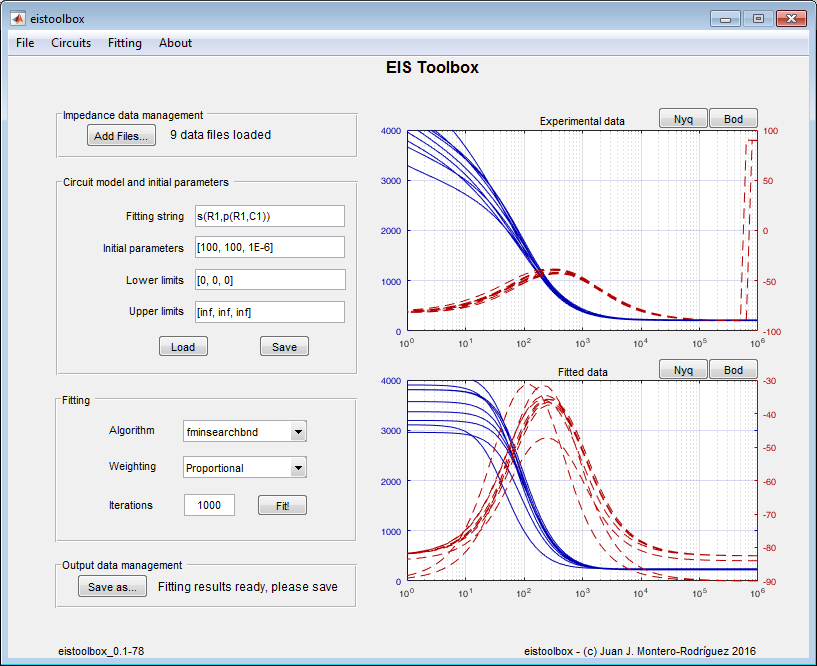 eistoolbox
File Circuits Fitting About
EIS Toolbox
Impedance data management
Add Files...
9 data files loaded
Circuit model and initial parameters
Fitting string
s(R1,p(R1,C1))
Initial parameters
[100, 100, 1E-6]
Lower limits
[0, 0, 0]
Upper limits
[inf, inf, inf]
Load
Save
Fitting
Algorithm
fminsearchbnd
Weighting
Proportional
Iterations
1000
Fit!
Output data management
Save as...
Fitting results ready, please save
eistoolbox_0.1-78
Experimental data
Nyq
Bod
4000
3000
2000
1000
0
100
50
0
-50
-100
10^0 10^1 10^2 10^3 10^4 10^5 10^6
Fitted data
Nyq
Bod
4000
3000
2000
1000
0
-30
-40
-50
-60
-70
-80
-90
10^0 10^1 10^2 10^3 10^4 10^5 10^6
eistoolbox - (c) Juan J. Montero-Rodríguez 2016